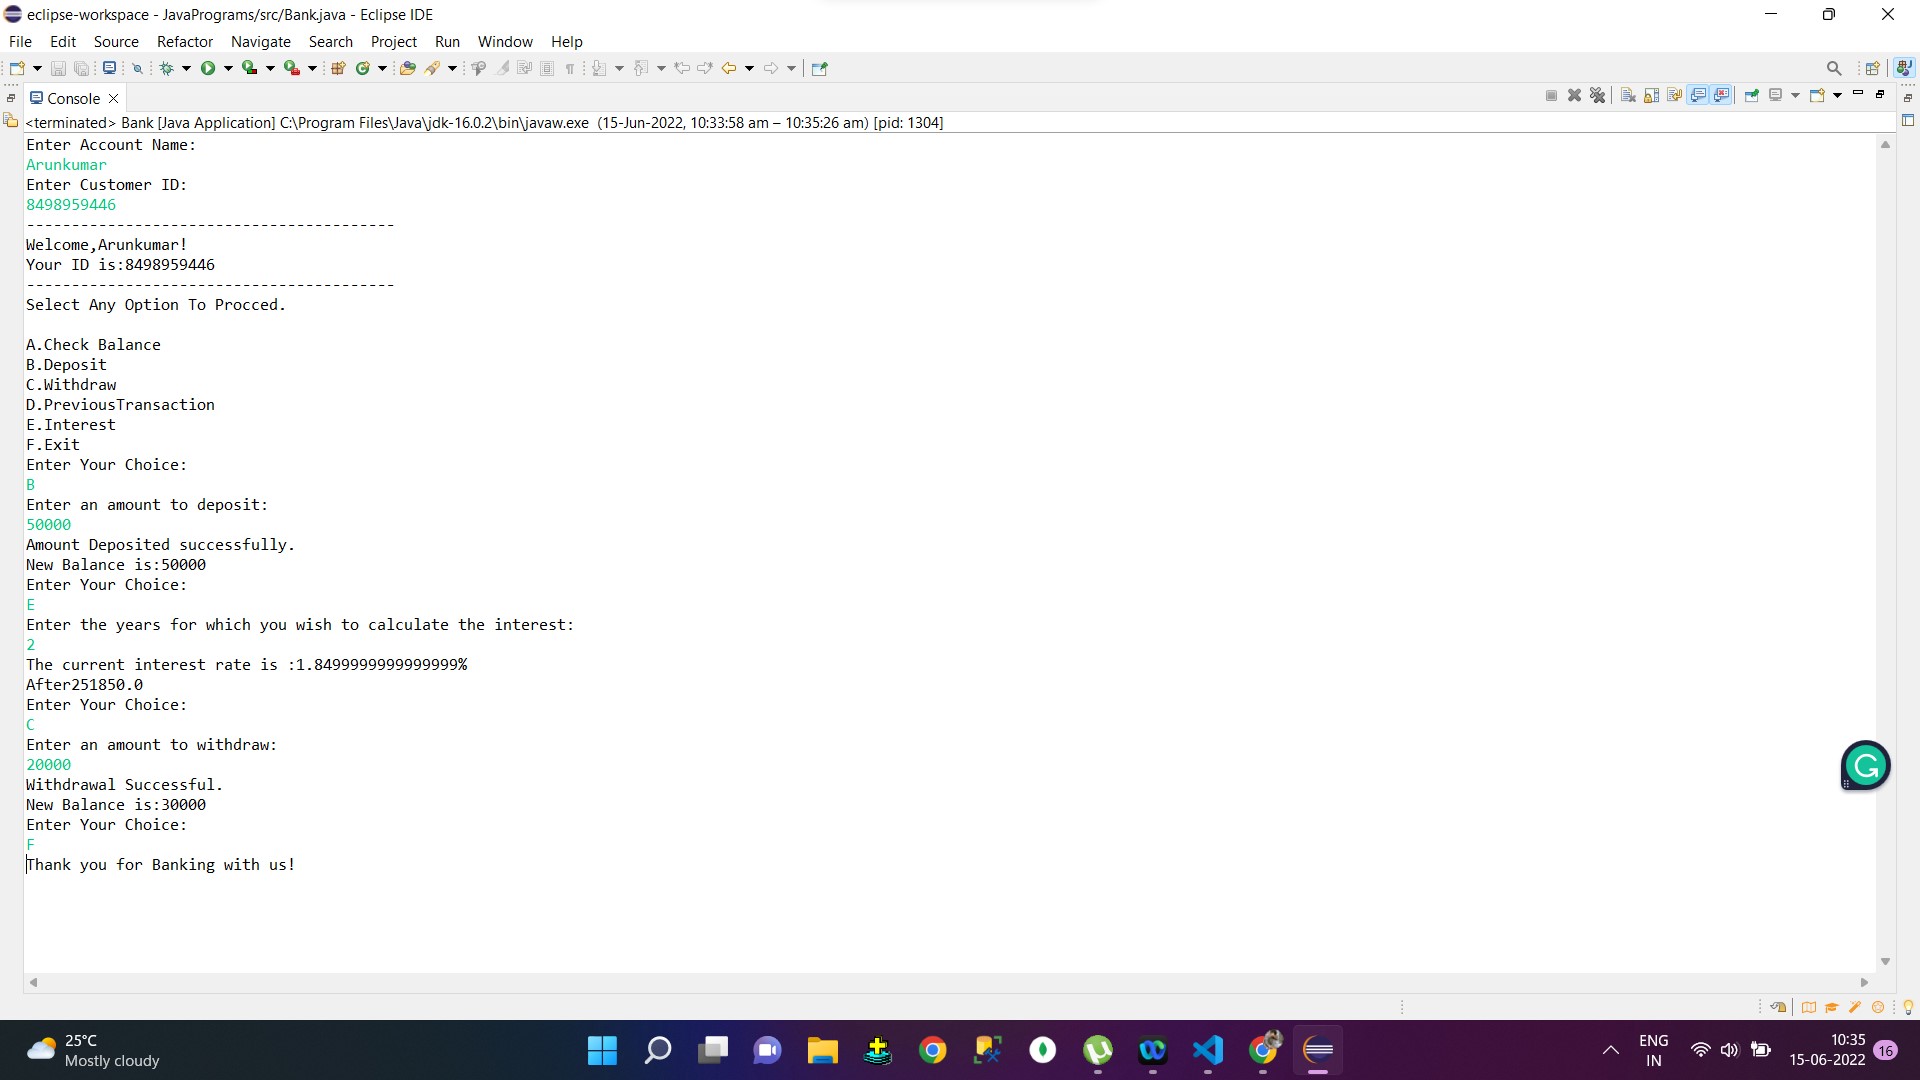 eclipse-workspace - JavaPrograms/src/Bank.java - Eclipse IDE
File Edit Source Refactor Navigate Search Project Run Window Help
Console
<terminated> Bank [Java Application] C:\Program Files\Java\jdk-16.0.2\bin\javaw.exe (15-Jun-2022, 10:33:58 am – 10:35:26 am) [pid: 1304]
Enter Account Name:
Arunkumar
Enter Customer ID:
8498959446
-----------------------------------------
Welcome,Arunkumar!
Your ID is:8498959446
-----------------------------------------
Select Any Option To Procced.
A.Check Balance
B.Deposit
C.Withdraw
D.PreviousTransaction
E.Interest
F.Exit
Enter Your Choice:
B
Enter an amount to deposit:
50000
Amount Deposited successfully.
New Balance is:50000
Enter Your Choice:
E
Enter the years for which you wish to calculate the interest:
2
The current interest rate is :1.8499999999999999%
After251850.0
Enter Your Choice:
C
Enter an amount to withdraw:
20000
Withdrawal Successful.
New Balance is:30000
Enter Your Choice:
F
Thank you for Banking with us!
25°C
Mostly cloudy
ENG
IN
10:35
15-06-2022
16